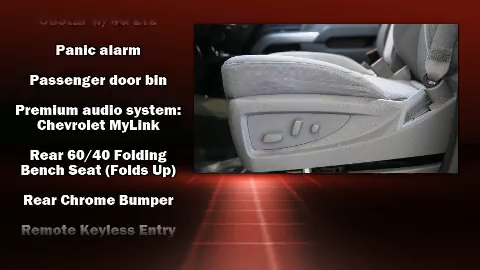 Panic alarm
Passenger door bin
Premium audio system:
Chevrolet MyLink
Rear 60/40 Folding
Bench Seat (Folds Up)
Rear Chrome Bumper
Remote Keyless Entry